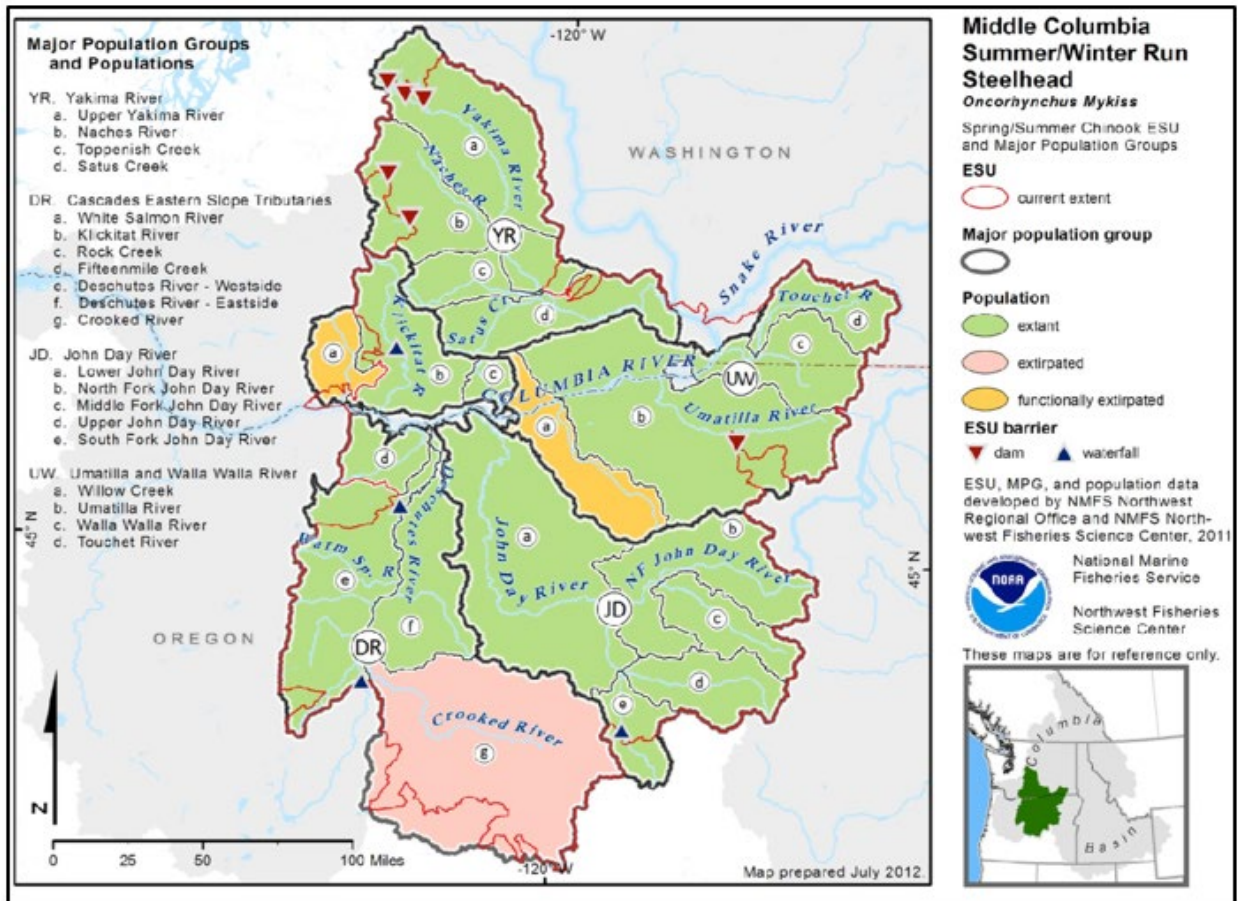 Major Population Groups
and Populations
YR. Yakima River
a. Upper Yakima River
b. Naches River
c. Toppenish Creek
d. Satus Creek
DR. Cascades Eastern Slope Tributaries
a. White Salmon River
b. Klickitat River
c. Rock Creek
d. Fifteenmile Creek
e. Deschutes River - Westside
f. Deschutes River - Eastside
g. Crooked River
JD. John Day River
a. Lower John Day River
b. North Fork John Day River
c. Middle Fork John Day River
d. Upper John Day River
e. South Fork John Day River
UW. Umatilla and Walla Walla River
a. Willow Creek
b. Umatilla River
c. Walla Walla River
d. Touchet River
-120° W
WASHINGTON
Yakima River
a
Naches R
b
YR
c
Satus Cr
d
Snake River
Touchet R
d
c
a
Klickitat R
b
c
COLUMBIA RIVER
UW
Umatilla River
b
a
d
Deschutes River
45° N
Warm Sp. R
e
f
DR
OREGON
John Day River
a
b
NF John Day River
JD
c
d
e
45° N
Crooked River
g
N
0 25 50 100 Miles
-120° W
Map prepared July 2012.
Middle Columbia
Summer/Winter Run
Steelhead
Oncorhynchus Mykiss
Spring/Summer Chinook ESU
and Major Population Groups
ESU
current extent
Major population group
Population
extant
extirpated
functionally extirpated
ESU barrier
dam
waterfall
ESU, MPG, and population data
developed by NMFS Northwest
Regional Office and NMFS North-
west Fisheries Science Center, 2011
NOAA
National Marine
Fisheries Service
Northwest Fisheries
Science Center
These maps are for reference only.
Columbia
Basin